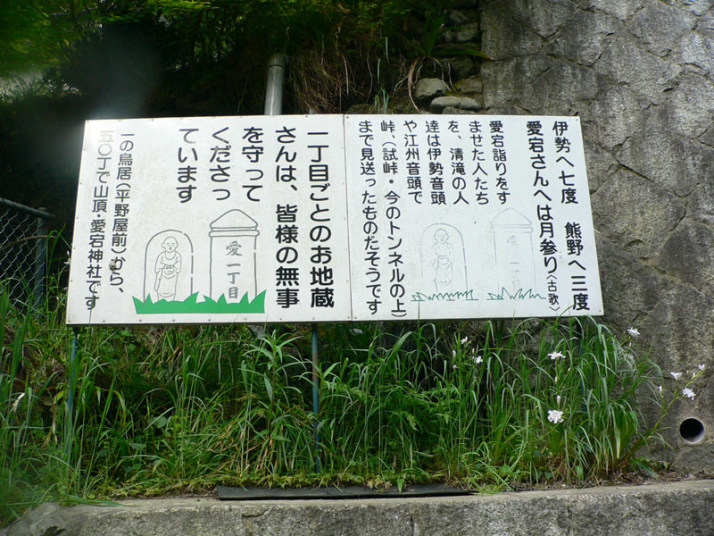 伊勢へ七度 熊野へ三度
愛宕さんへは月参り〈古歌〉
愛宕詣りをす
ませた人たち
を、清滝の人
達は伊勢音頭
や江州音頭で
峠、(試峠・今のトンネルの上)
まで見送ったものだそうです
一丁目ごとのお地蔵
さんは、皆様の無事
を守って
くださっ
ています
愛一丁目
一の鳥居(平野屋前)から、
五〇丁で山頂・愛宕神社です